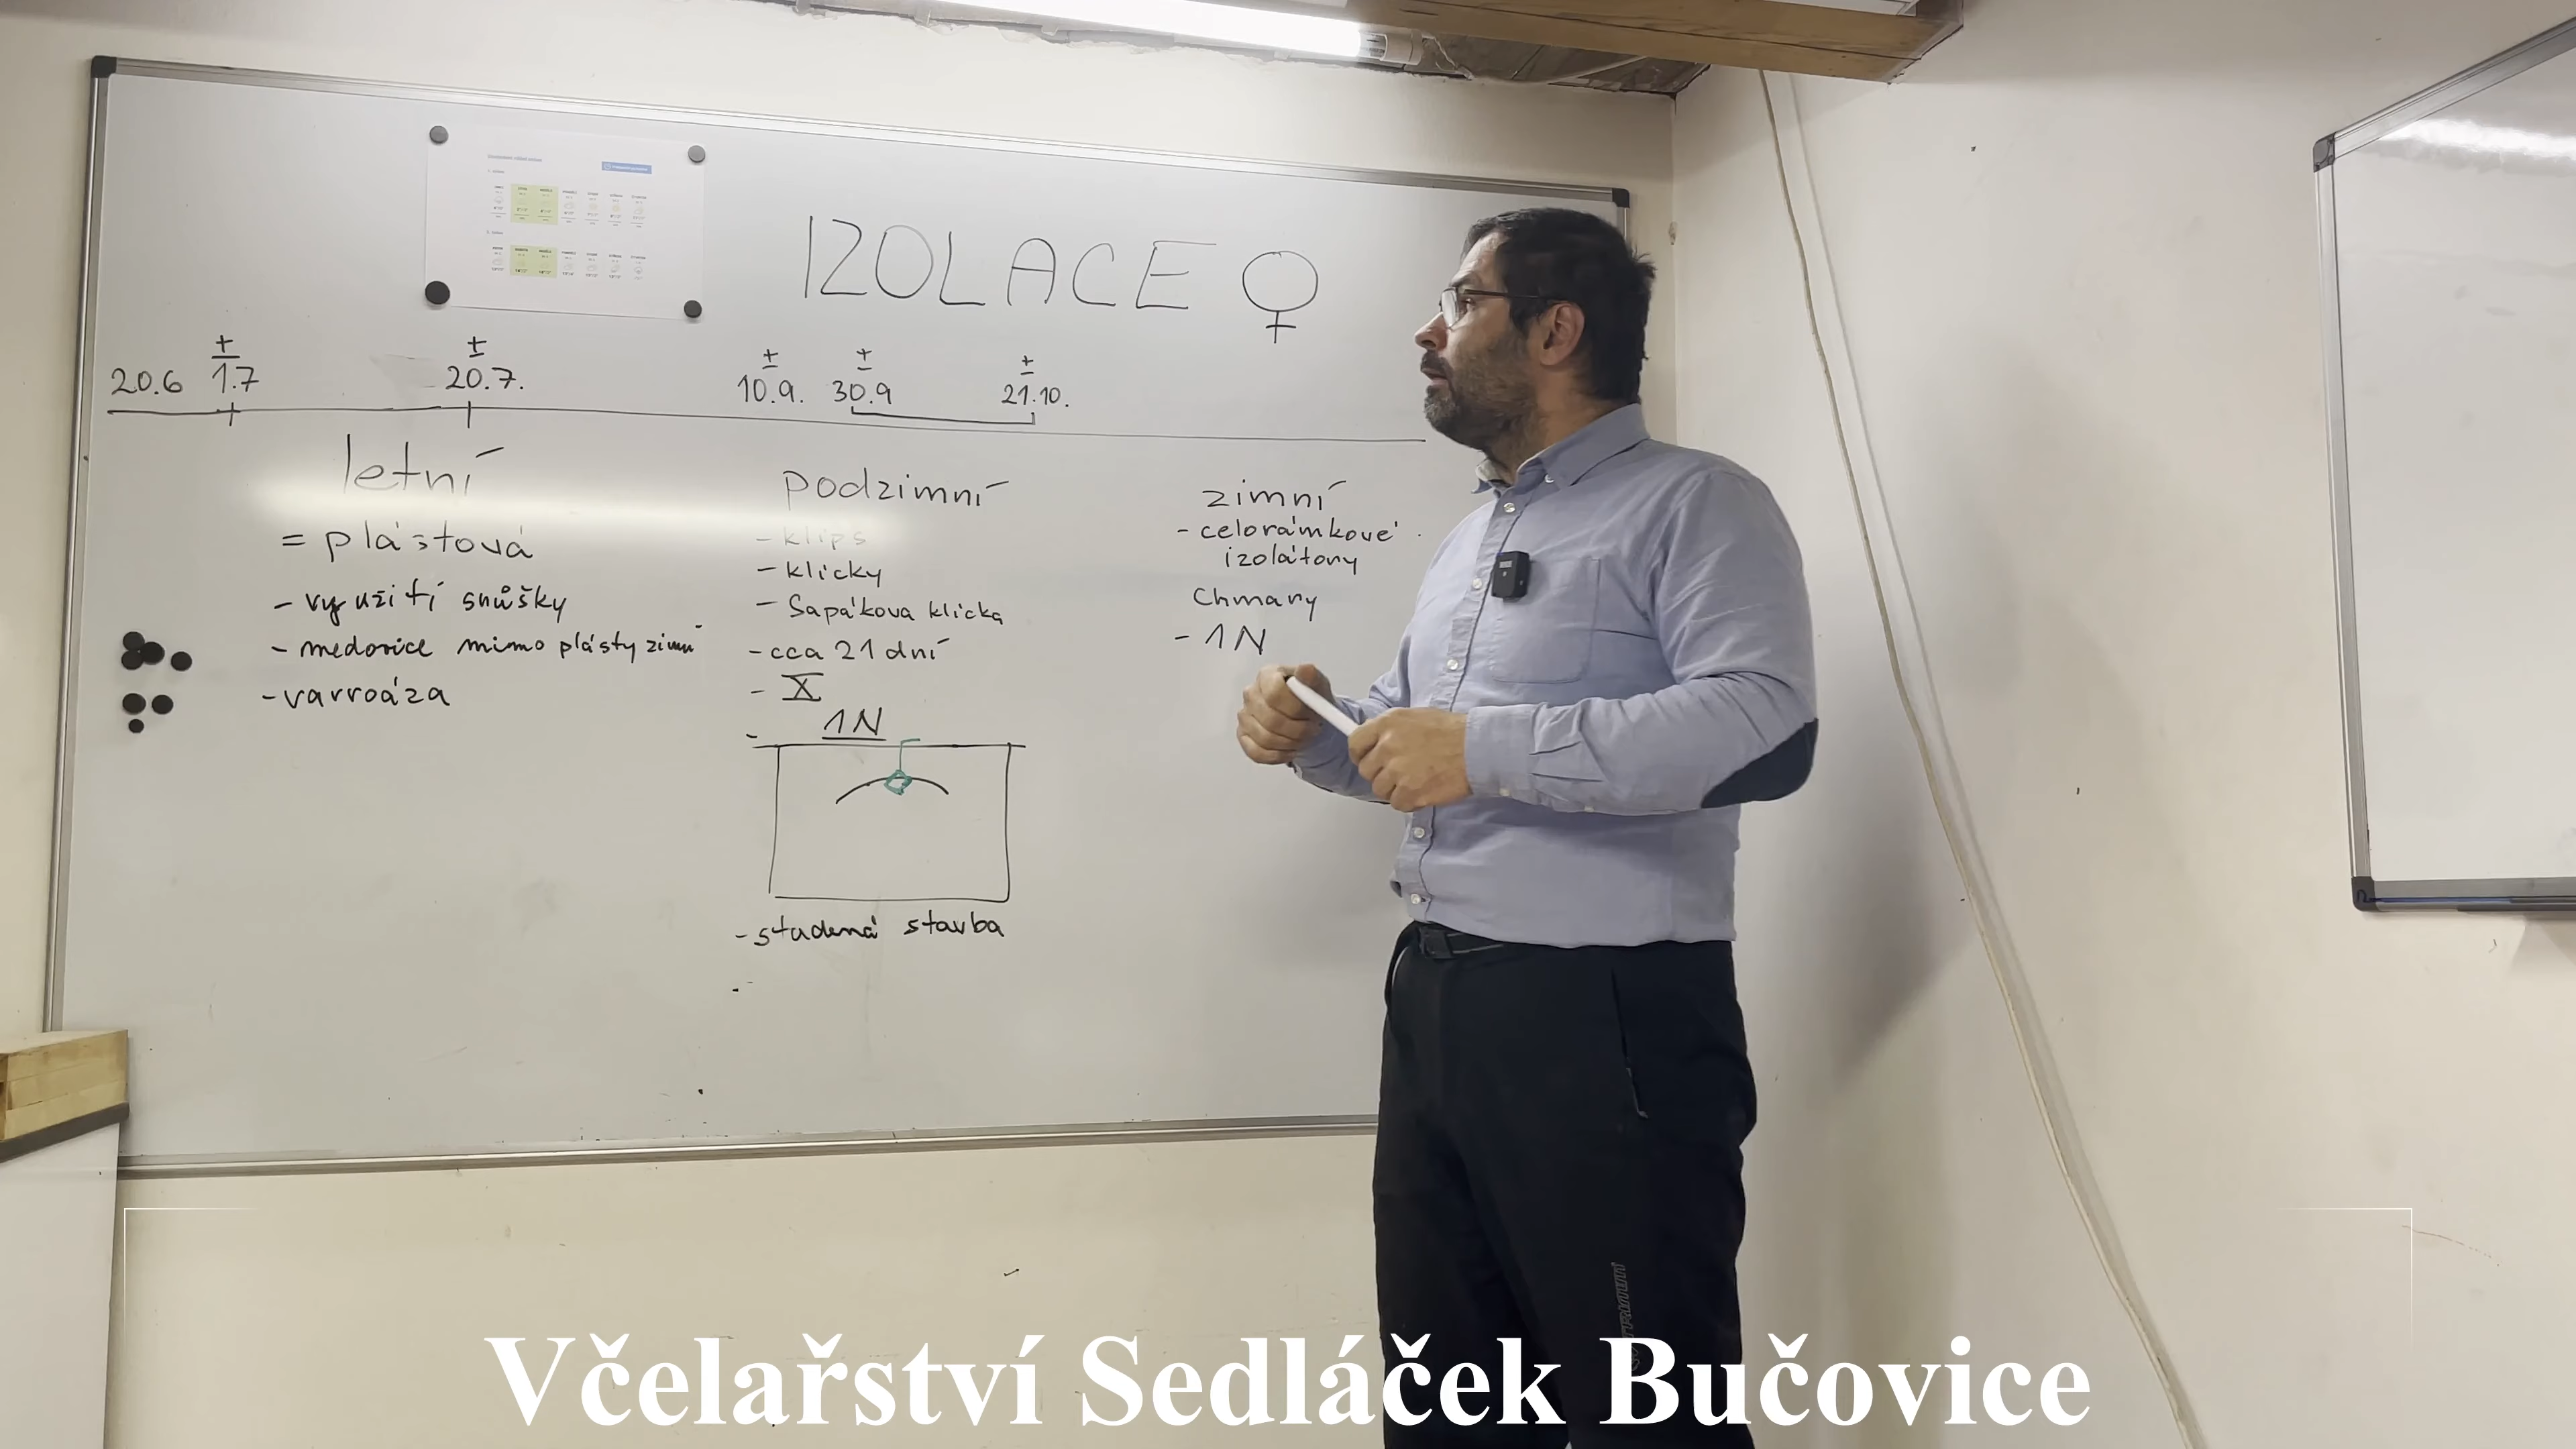 IZOLACE ♀
20.6 ± 1.7 ± 20.7. ± 10.9. ± 30.9 ± 21.10.
letní
= plástová
- využití snůšky
- medovice mimo plásty zimní
- varroáza
podzimní
- klips
- klícky
- Sapákova klícka
- cca 21 dní
- X
- 1N
- studená stavba
zimní
- celorámkové
izolátory
Chmary
- 1N
Včelařství Sedláček Bučovice